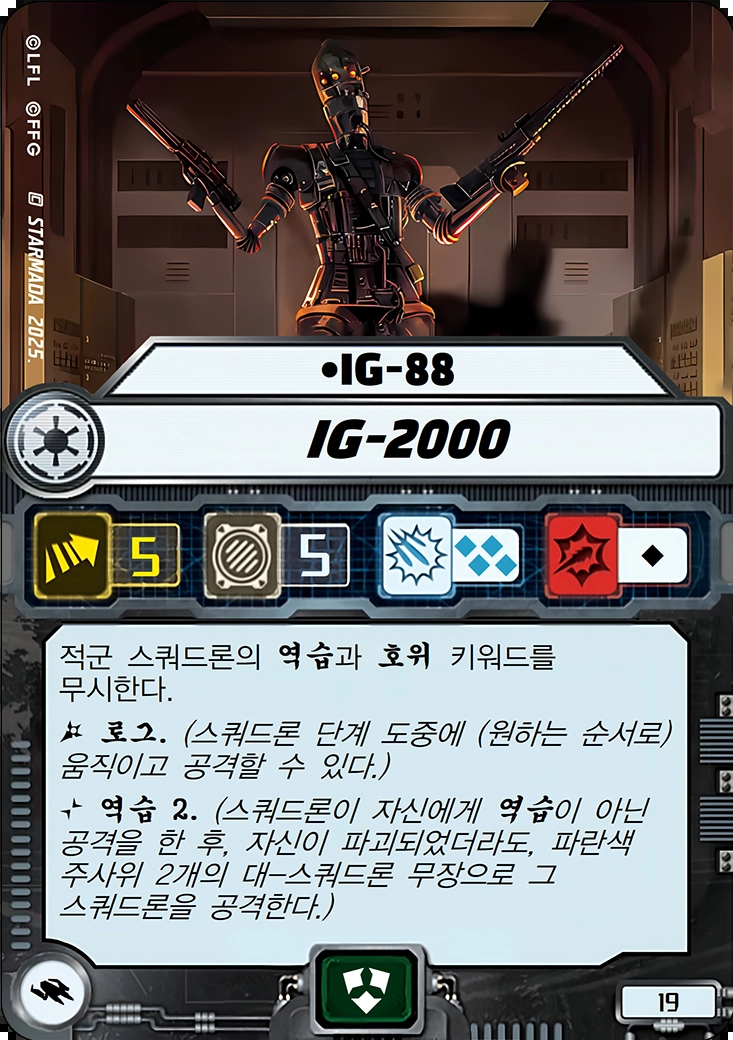 ©LFL ©FFG 🄲 STARMADA 2025.
•IG-88
IG-2000
5
5
적군 스쿼드론의 역습과 호위 키워드를
무시한다.
로그. (스쿼드론 단계 도중에 (원하는 순서로)
움직이고 공격할 수 있다.)
역습 2. (스쿼드론이 자신에게 역습이 아닌
공격을 한 후, 자신이 파괴되었더라도, 파란색
주사위 2개의 대-스쿼드론 무장으로 그
스쿼드론을 공격한다.)
19